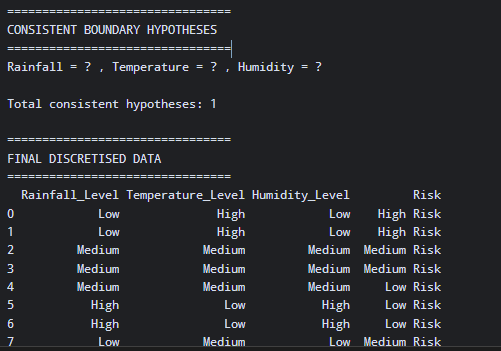 ================================
CONSISTENT BOUNDARY HYPOTHESES
================================
Rainfall = ? , Temperature = ? , Humidity = ?
Total consistent hypotheses: 1
================================
FINAL DISCRETISED DATA
================================
Rainfall_Level Temperature_Level Humidity_Level Risk
0 Low High Low High Risk
1 Low High Low High Risk
2 Medium Medium Medium Medium Risk
3 Medium Medium Medium Medium Risk
4 Medium Medium Medium Low Risk
5 High Low High Low Risk
6 High Low High Low Risk
7 Low Medium Low Medium Risk